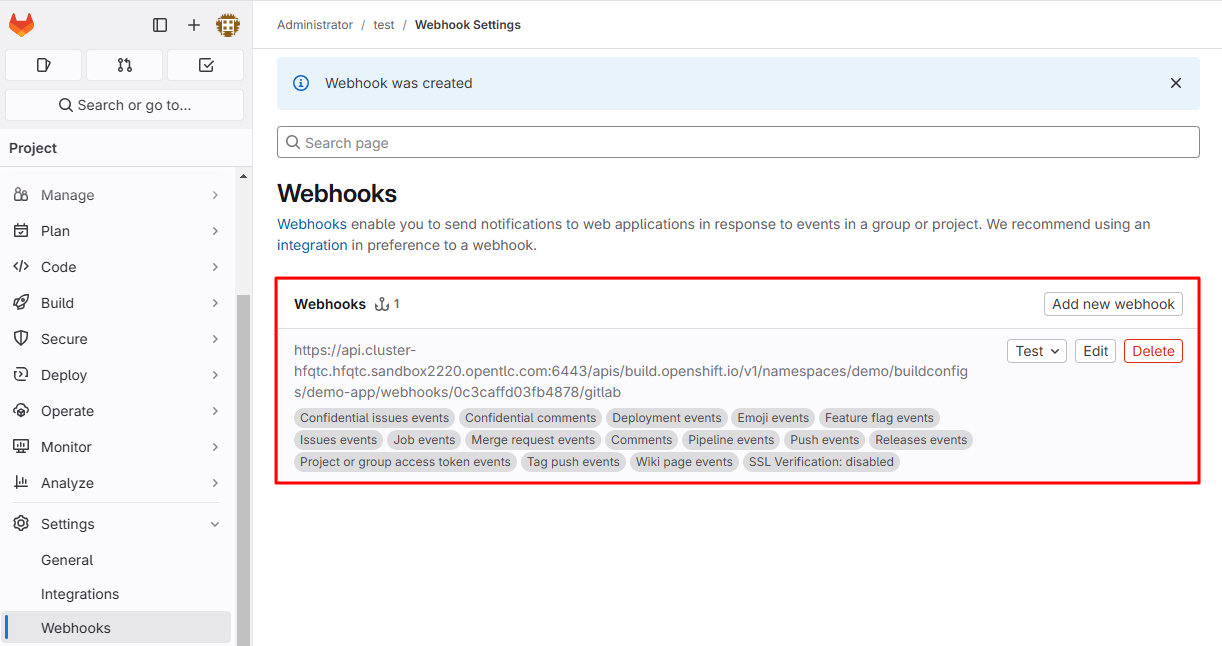 Administrator / test / Webhook Settings
Webhook was created
Search or go to...
Search page
Project
Manage
Plan
Code
Build
Secure
Deploy
Operate
Monitor
Analyze
Settings
General
Integrations
Webhooks
Webhooks
Webhooks enable you to send notifications to web applications in response to events in a group or project. We recommend using an
integration in preference to a webhook.
Webhooks 1
Add new webhook
https://api.cluster-
hfqtc.hfqtc.sandbox2220.opentlc.com:6443/apis/build.openshift.io/v1/namespaces/demo/buildconfig
s/demo-app/webhooks/0c3caffd03fb4878/gitlab
Test Edit Delete
Confidential issues events Confidential comments Deployment events Emoji events Feature flag events
Issues events Job events Merge request events Comments Pipeline events Push events Releases events
Project or group access token events Tag push events Wiki page events SSL Verification: disabled